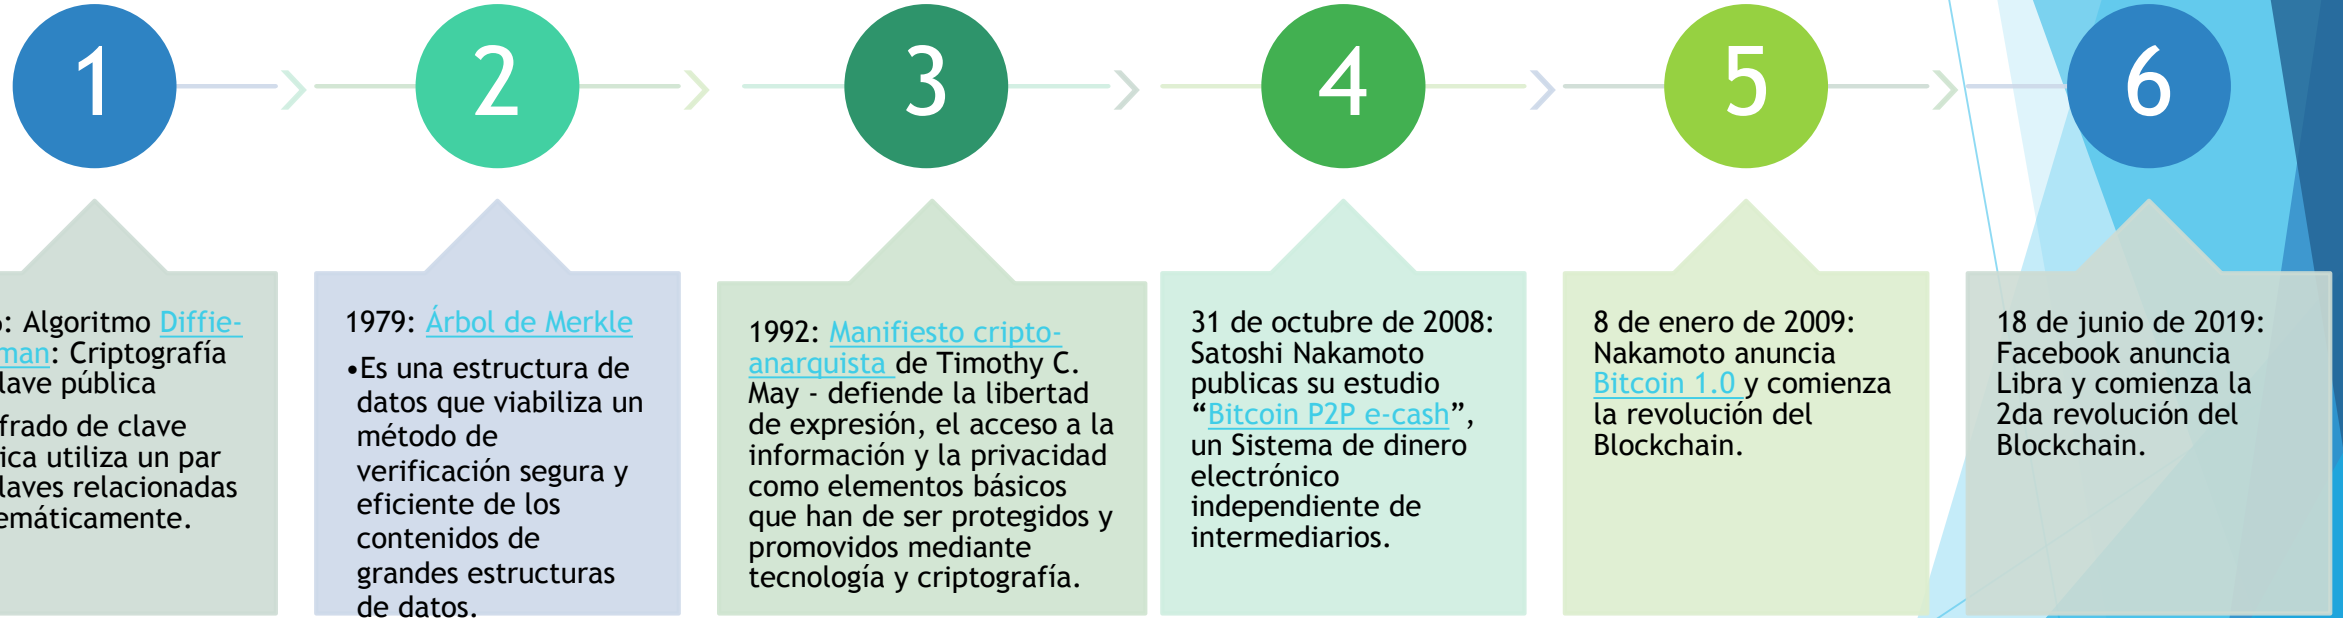 1
2
3
4
5
6
: Algoritmo Diffie-
man: Criptografía
lave pública
frado de clave
ica utiliza un par
laves relacionadas
emáticamente.
1979: Árbol de Merkle
•Es una estructura de
datos que viabiliza un
método de
verificación segura y
eficiente de los
contenidos de
grandes estructuras
de datos.
1992: Manifiesto cripto-
anarquista de Timothy C.
May - defiende la libertad
de expresión, el acceso a la
información y la privacidad
como elementos básicos
que han de ser protegidos y
promovidos mediante
tecnología y criptografía.
31 de octubre de 2008:
Satoshi Nakamoto
publicas su estudio
“Bitcoin P2P e-cash”,
un Sistema de dinero
electrónico
independiente de
intermediarios.
8 de enero de 2009:
Nakamoto anuncia
Bitcoin 1.0 y comienza
la revolución del
Blockchain.
18 de junio de 2019:
Facebook anuncia
Libra y comienza la
2da revolución del
Blockchain.